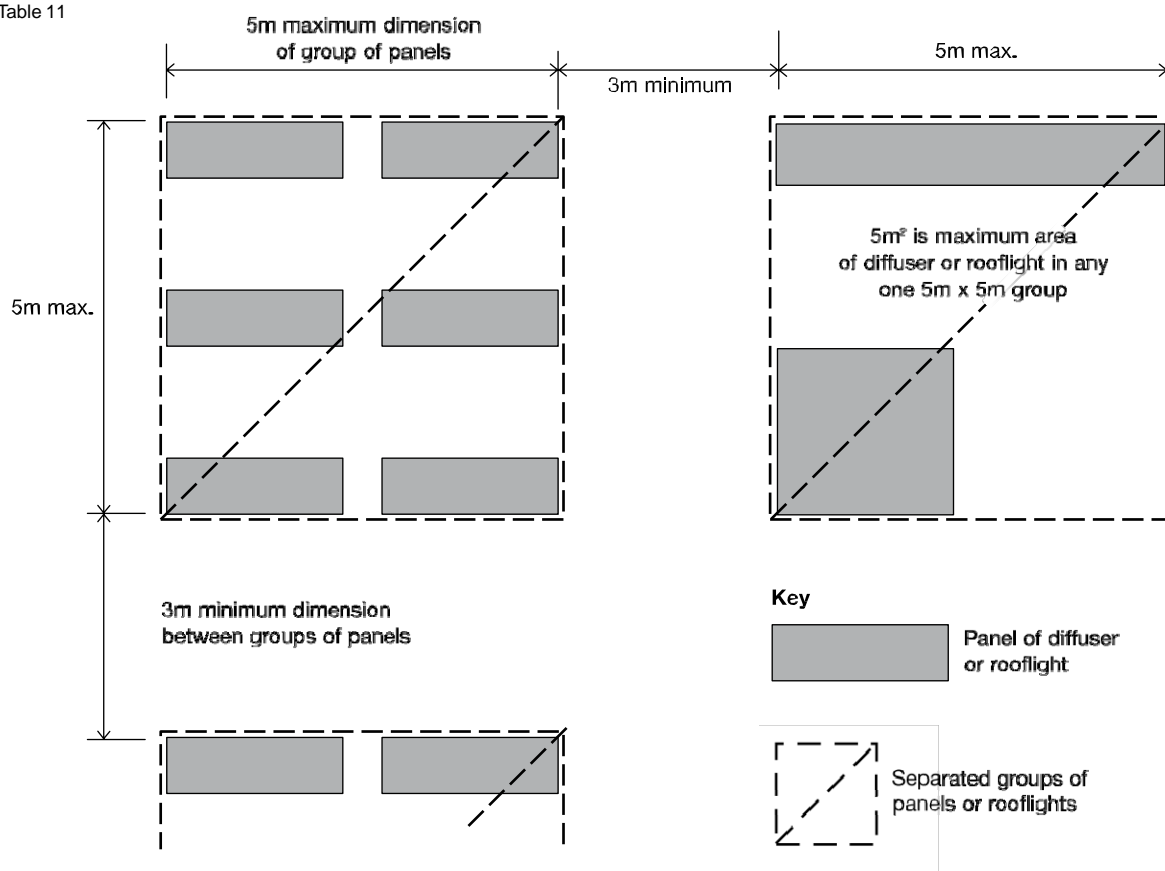 Table 11
5m maximum dimension
of group of panels
3m minimum
5m max.
5m max.
5m² is maximum area
of diffuser or rooflight in any
one 5m x 5m group
3m minimum dimension
between groups of panels
Key
Panel of diffuser
or rooflight
Separated groups of
panels or rooflights